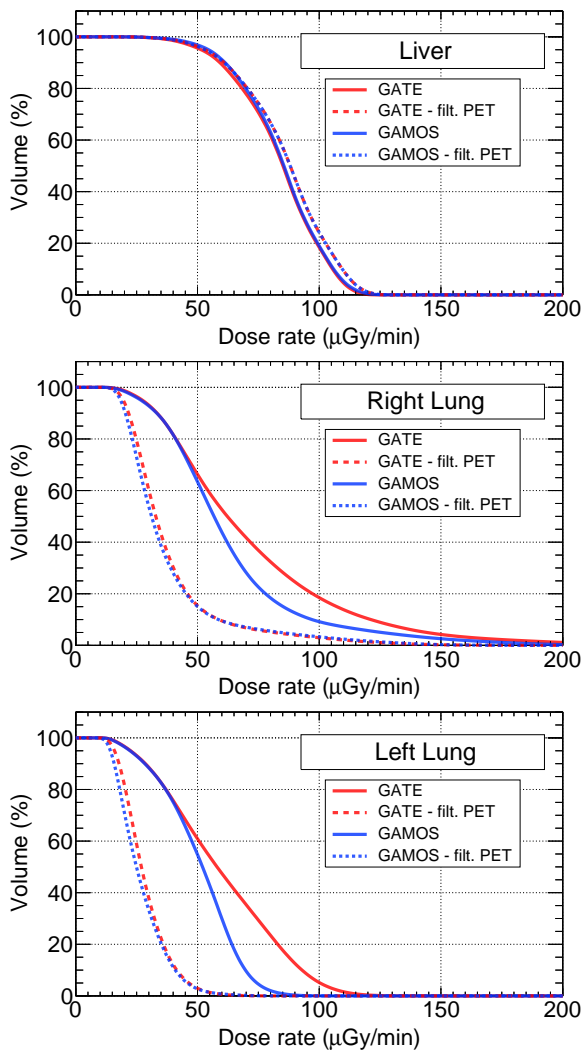 Liver
GATE
GATE - filt. PET
GAMOS
GAMOS - filt. PET
Volume (%)
100
80
60
40
20
0
0 50 100 150 200
Dose rate (μGy/min)
Right Lung
GATE
GATE - filt. PET
GAMOS
GAMOS - filt. PET
Volume (%)
100
80
60
40
20
0
0 50 100 150 200
Dose rate (μGy/min)
Left Lung
GATE
GATE - filt. PET
GAMOS
GAMOS - filt. PET
Volume (%)
100
80
60
40
20
0
0 50 100 150 200
Dose rate (μGy/min)